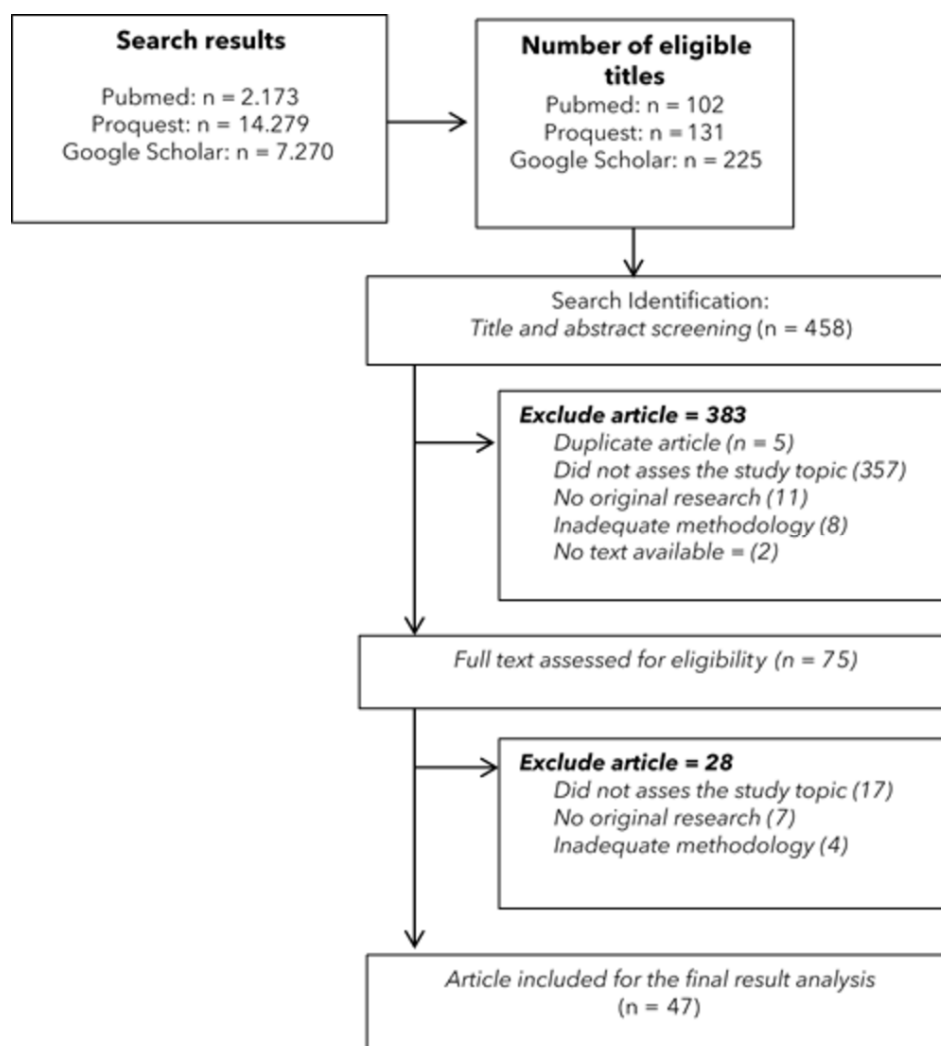 Search results
Pubmed: n = 2.173
Proquest: n = 14.279
Google Scholar: n = 7.270
Number of eligible
titles
Pubmed: n = 102
Proquest: n = 131
Google Scholar: n = 225
Search Identification:
Title and abstract screening (n = 458)
Exclude article = 383
Duplicate article (n = 5)
Did not asses the study topic (357)
No original research (11)
Inadequate methodology (8)
No text available = (2)
Full text assessed for eligibility (n = 75)
Exclude article = 28
Did not asses the study topic (17)
No original research (7)
Inadequate methodology (4)
Article included for the final result analysis
(n = 47)